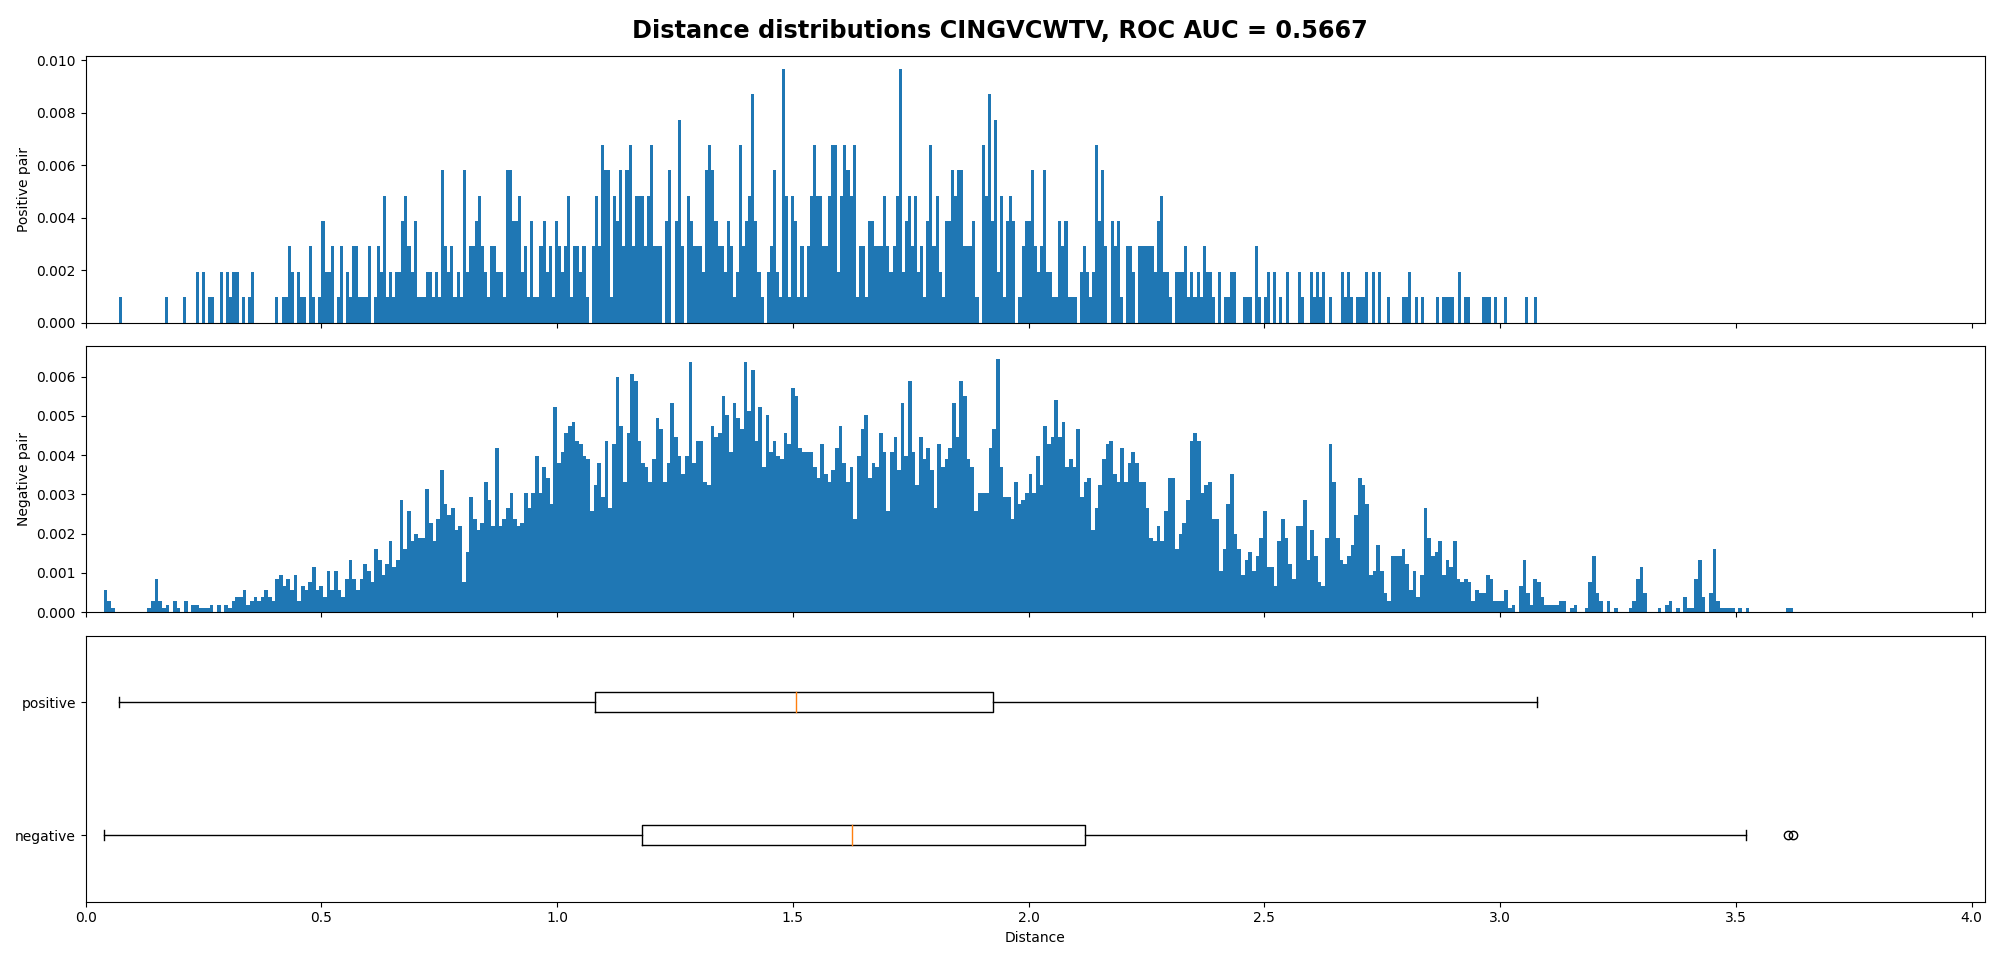 Distance distributions CINGVCWTV, ROC AUC = 0.5667
0.010
0.008
0.006
0.004
0.002
0.000
Positive pair
0.006
0.005
0.004
0.003
0.002
0.001
0.000
Negative pair
positive
negative
0.0 0.5 1.0 1.5 2.0 2.5 3.0 3.5 4.0
Distance